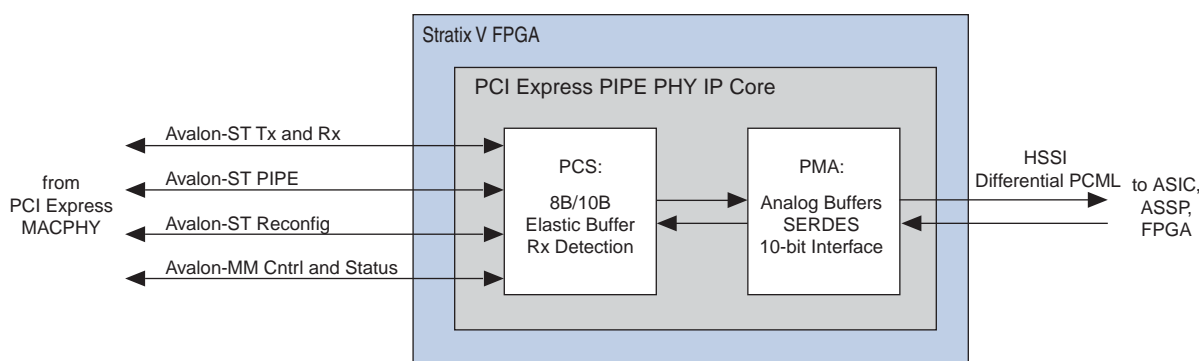 Stratix V FPGA
PCI Express PIPE PHY IP Core
Avalon-ST Tx and Rx
Avalon-ST PIPE
Avalon-ST Reconfig
Avalon-MM Cntrl and Status
from
PCI Express
MACPHY
PCS:
8B/10B
Elastic Buffer
Rx Detection
PMA:
Analog Buffers
SERDES
10-bit Interface
HSSI
Differential PCML
to ASIC,
ASSP,
FPGA